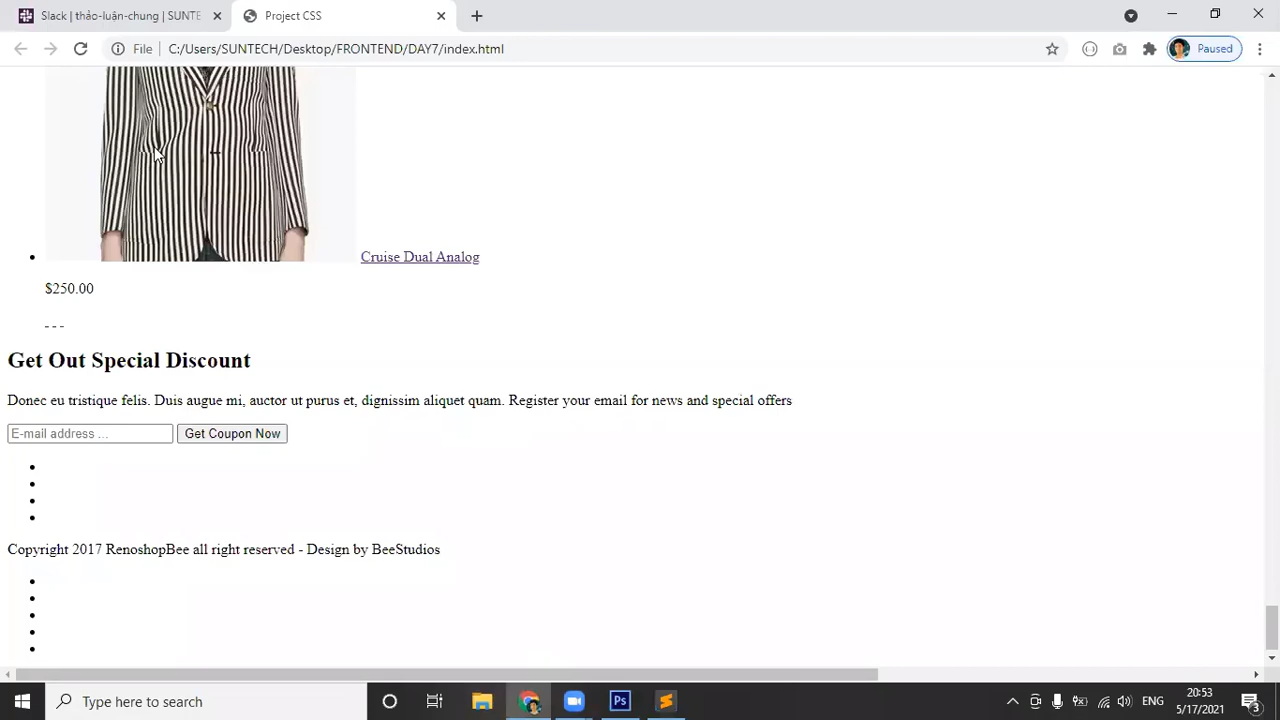 Slack | thảo-luận-chung | SUNTE
Project CSS
File
C:/Users/SUNTECH/Desktop/FRONTEND/DAY7/index.html
Paused
Cruise Dual Analog
$250.00
Get Out Special Discount
Donec eu tristique felis. Duis augue mi, auctor ut purus et, dignissim aliquet quam. Register your email for news and special offers
E-mail address ...
Get Coupon Now
Copyright 2017 RenoshopBee all right reserved - Design by BeeStudios
Type here to search
Ps
ENG
20:53
5/17/2021
3